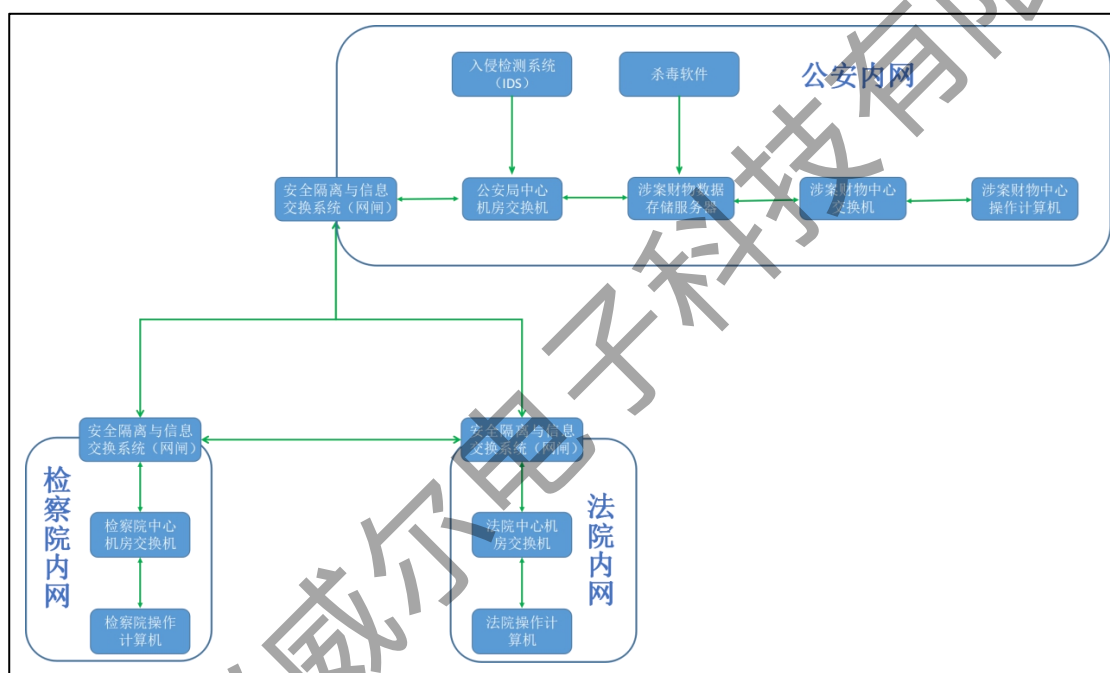 入侵检测系统
（IDS）
杀毒软件
公安内网
安全隔离与信息
交换系统（网闸）
公安局中心
机房交换机
涉案财物数据
存储服务器
涉案财物中心
交换机
涉案财物中心
操作计算机
安全隔离与信息
交换系统（网闸）
安全隔离与信息
交换系统（网闸）
检察院内网
检察院中心
机房交换机
检察院操作
计算机
法院中心机
房交换机
法院操作计
算机
法院内网
威尔电子科技有限